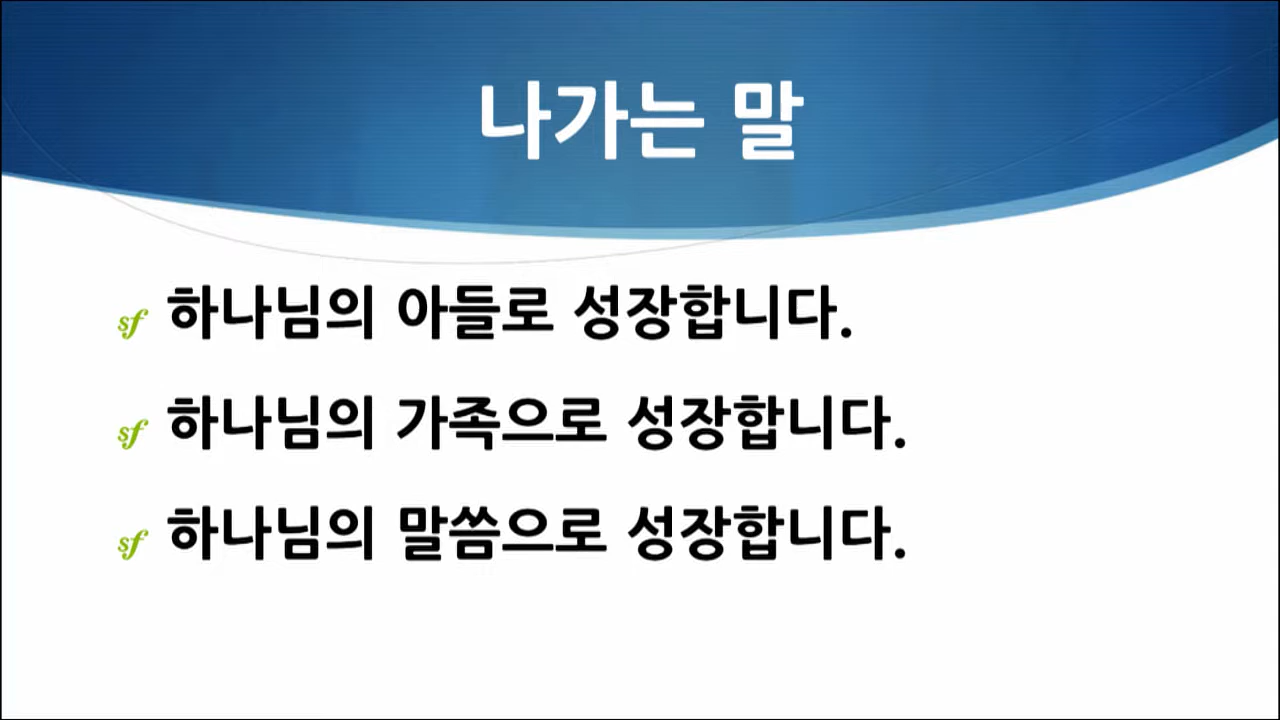 나가는 말
하나님의 아들로 성장합니다.
하나님의 가족으로 성장합니다.
하나님의 말씀으로 성장합니다.